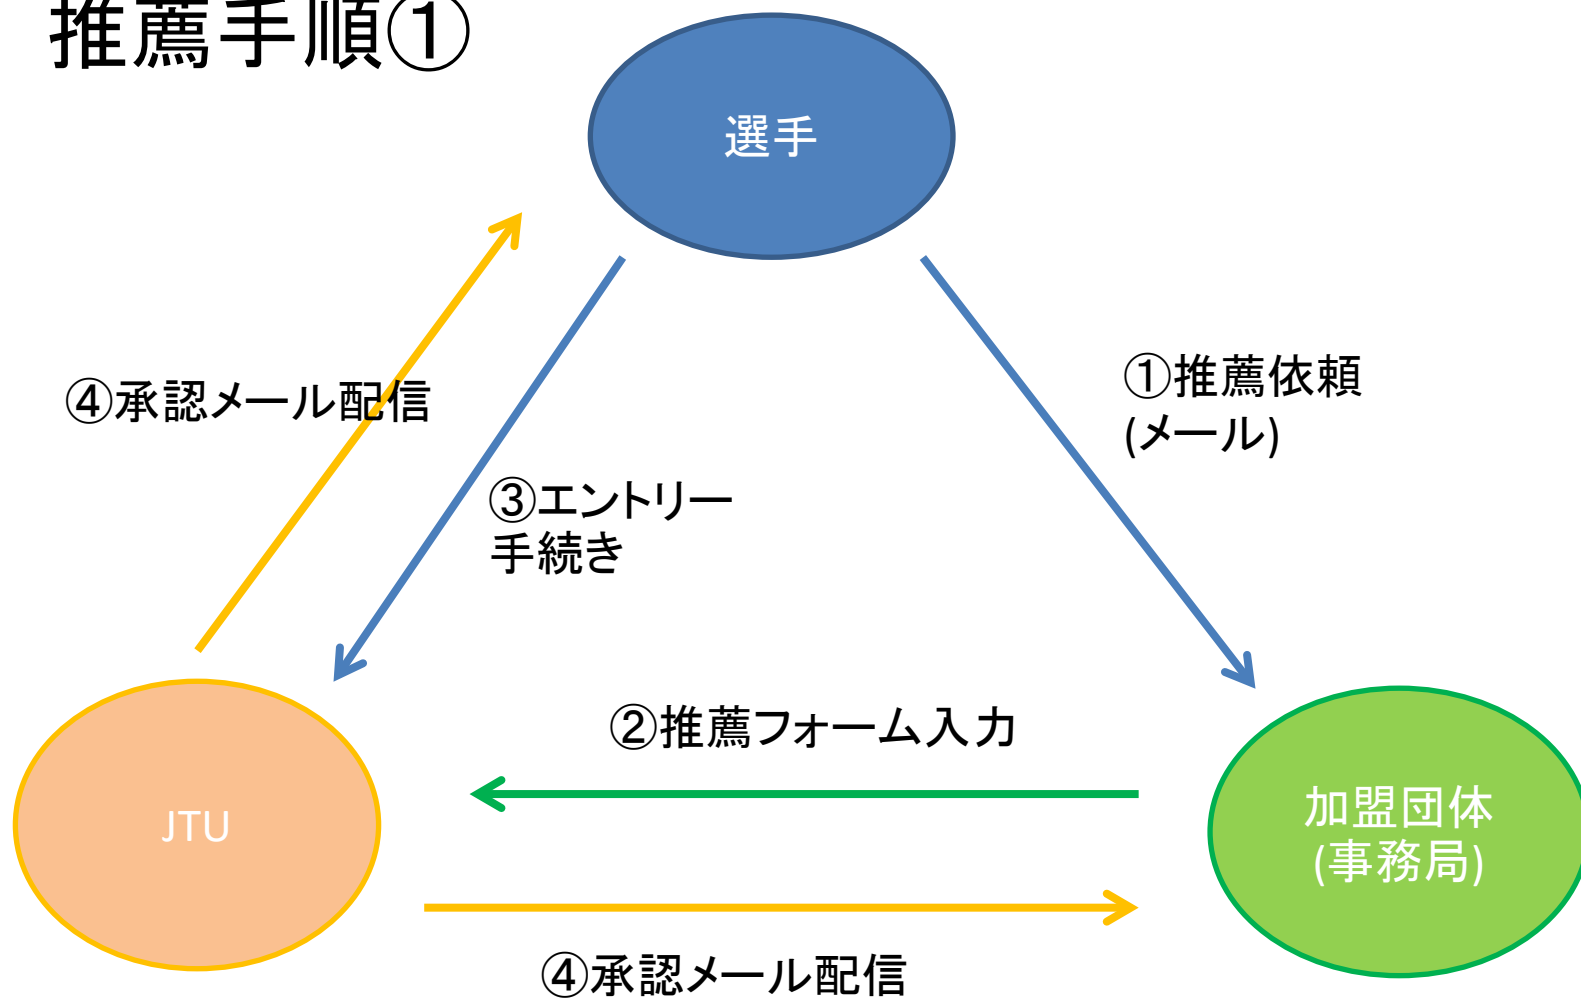 推薦手順①
選手
①推薦依頼
(メール)
④承認メール配信
③エントリー
手続き
②推薦フォーム入力
JTU
加盟団体
(事務局)
④承認メール配信